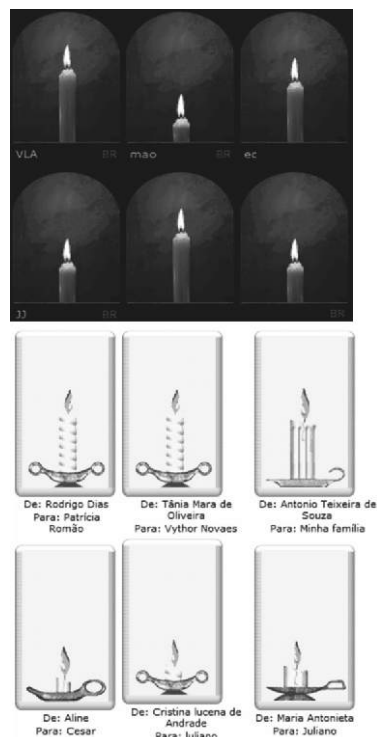 VLA BR
mao BR
ec
JJ BR
BR
De: Rodrigo Dias
Para: Patrícia
Romão
De: Tânia Mara de
Oliveira
Para: Vythor Novaes
De: Antonio Teixeira de
Souza
Para: Minha família
De: Aline
Para: Cesar
De: Cristina lucena de
Andrade
Para: Juliano
De: Maria Antonieta
Para: Juliano